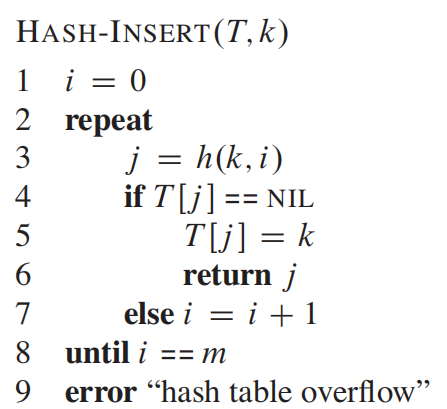 HASH-INSERT(T, k)
1 i = 0
2 repeat
3 j = h(k, i)
4 if T[j] == NIL
5 T[j] = k
6 return j
7 else i = i + 1
8 until i == m
9 error “hash table overflow”